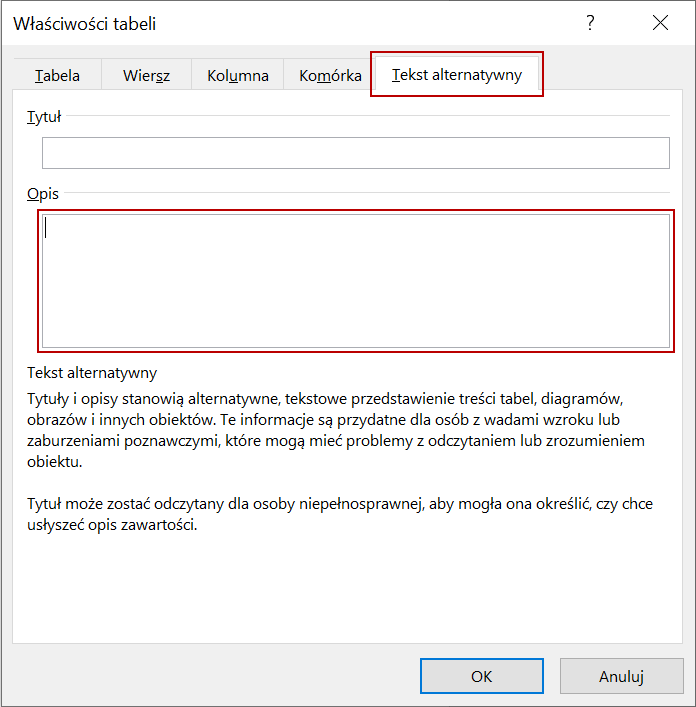 Właściwości tabeli
?
Tabela Wiersz Kolumna Komórka Tekst alternatywny
Tytuł
Opis
Tekst alternatywny
Tytuły i opisy stanowią alternatywne, tekstowe przedstawienie treści tabel, diagramów,
obrazów i innych obiektów. Te informacje są przydatne dla osób z wadami wzroku lub
zaburzeniami poznawczymi, które mogą mieć problemy z odczytaniem lub zrozumieniem
obiektu.
Tytuł może zostać odczytany dla osoby niepełnosprawnej, aby mogła ona określić, czy chce
usłyszeć opis zawartości.
OK Anuluj